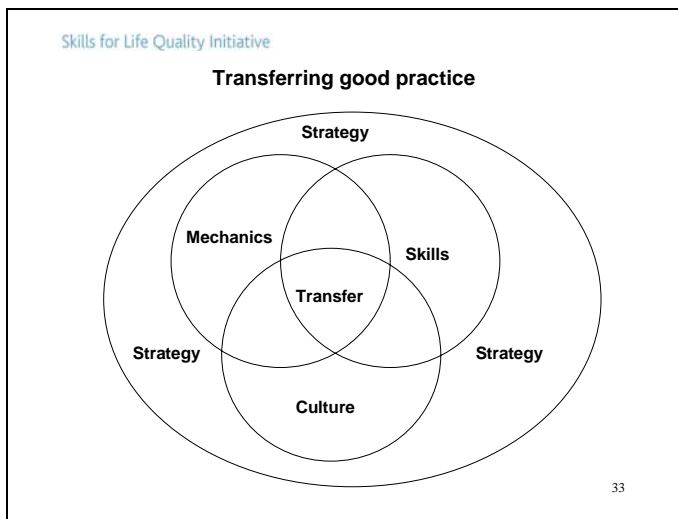 Skills for Life Quality Initiative
Transferring good practice
Strategy
Mechanics
Skills
Transfer
Strategy
Strategy
Culture
33